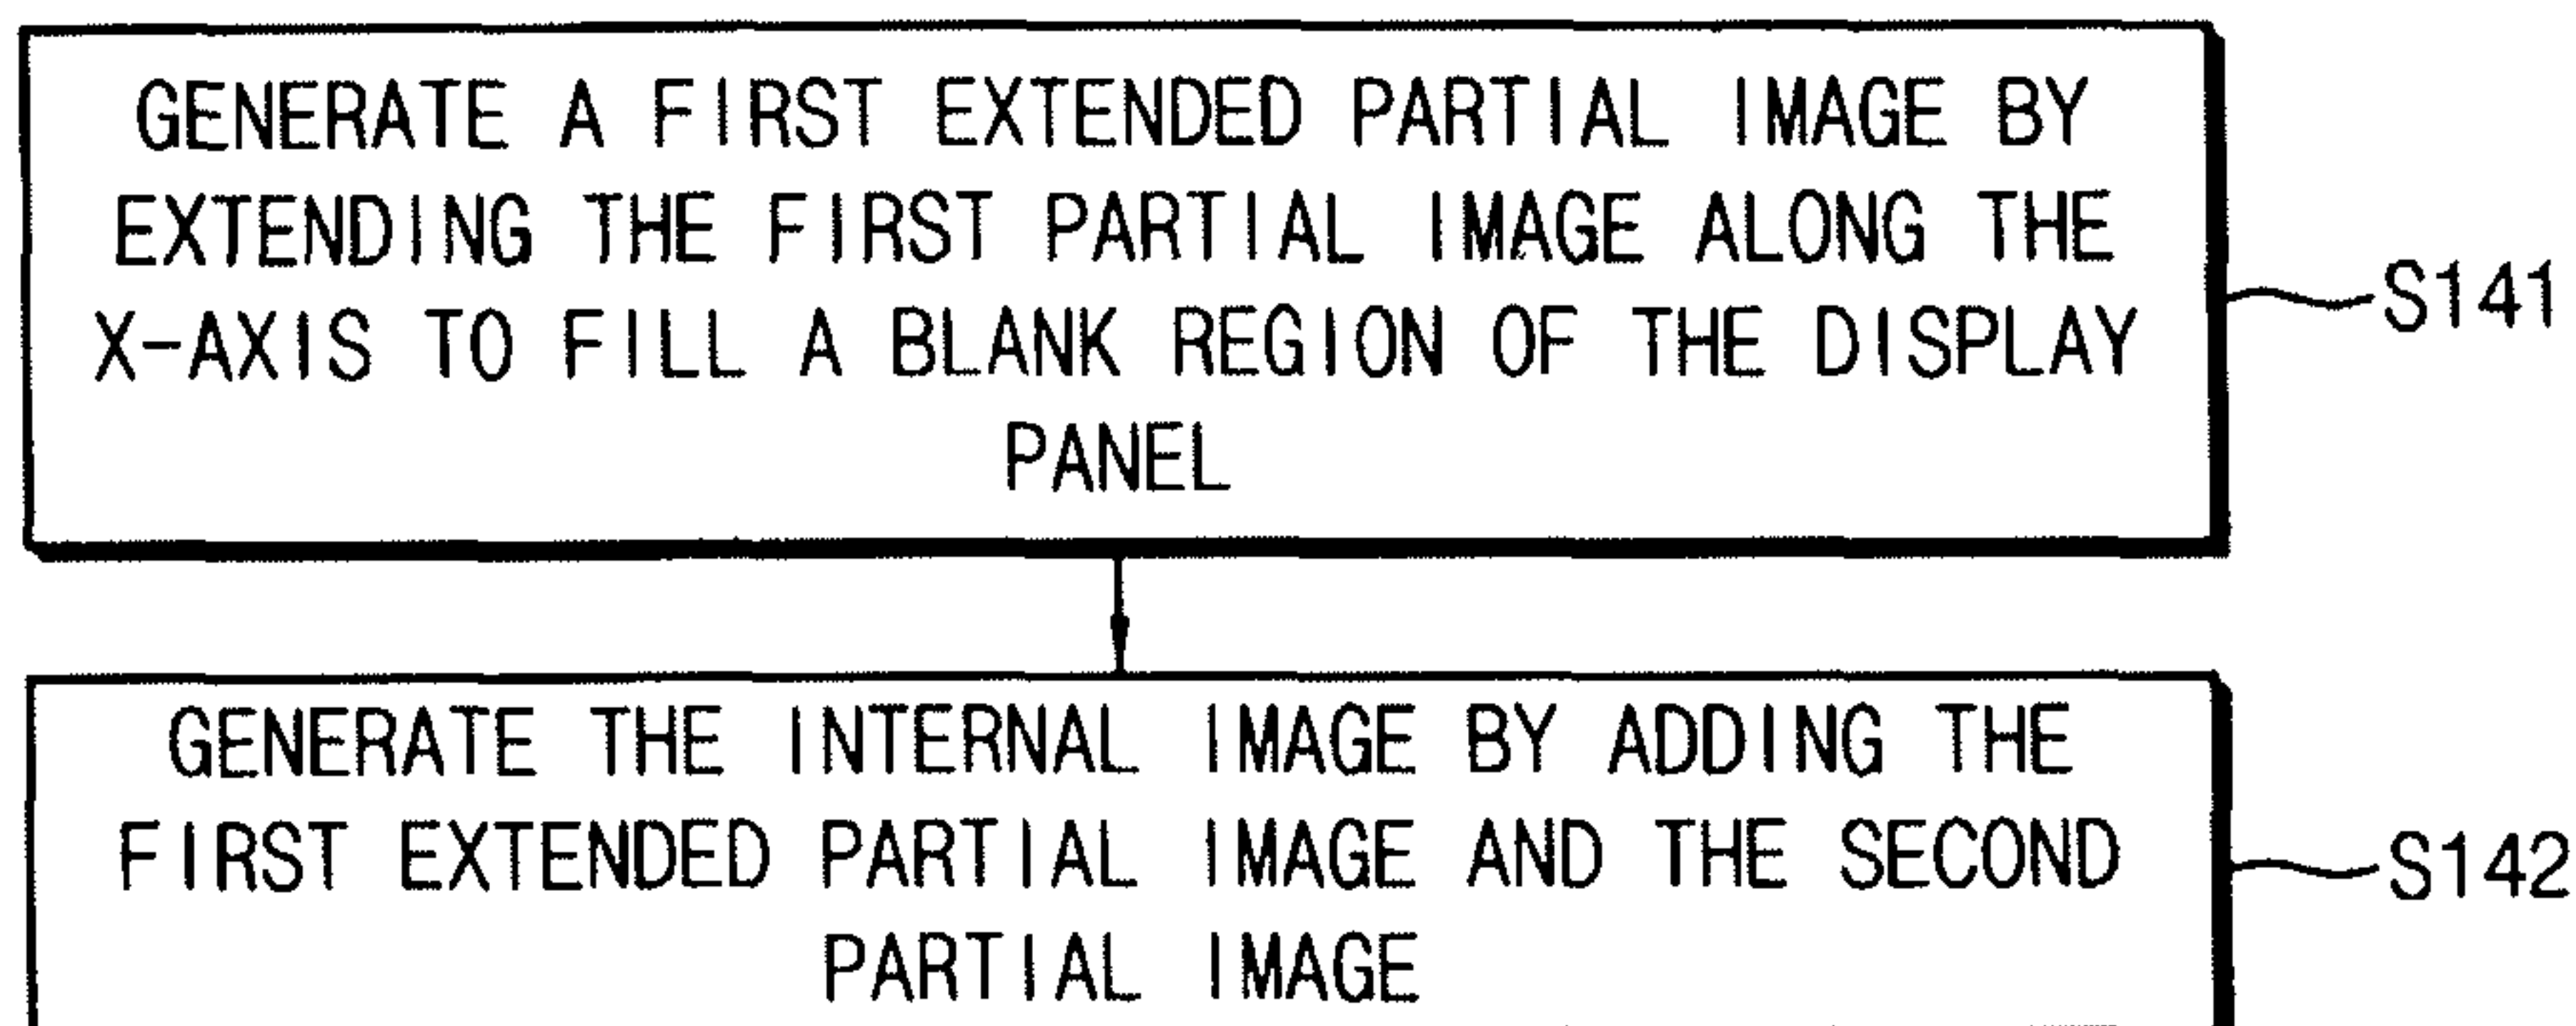 GENERATE A FIRST EXTENDED PARTIAL IMAGE BY
EXTENDING THE FIRST PARTIAL IMAGE ALONG THE
X-AXIS TO FILL A BLANK REGION OF THE DISPLAY
PANEL
S141
GENERATE THE INTERNAL IMAGE BY ADDING THE
FIRST EXTENDED PARTIAL IMAGE AND THE SECOND
PARTIAL IMAGE
S142